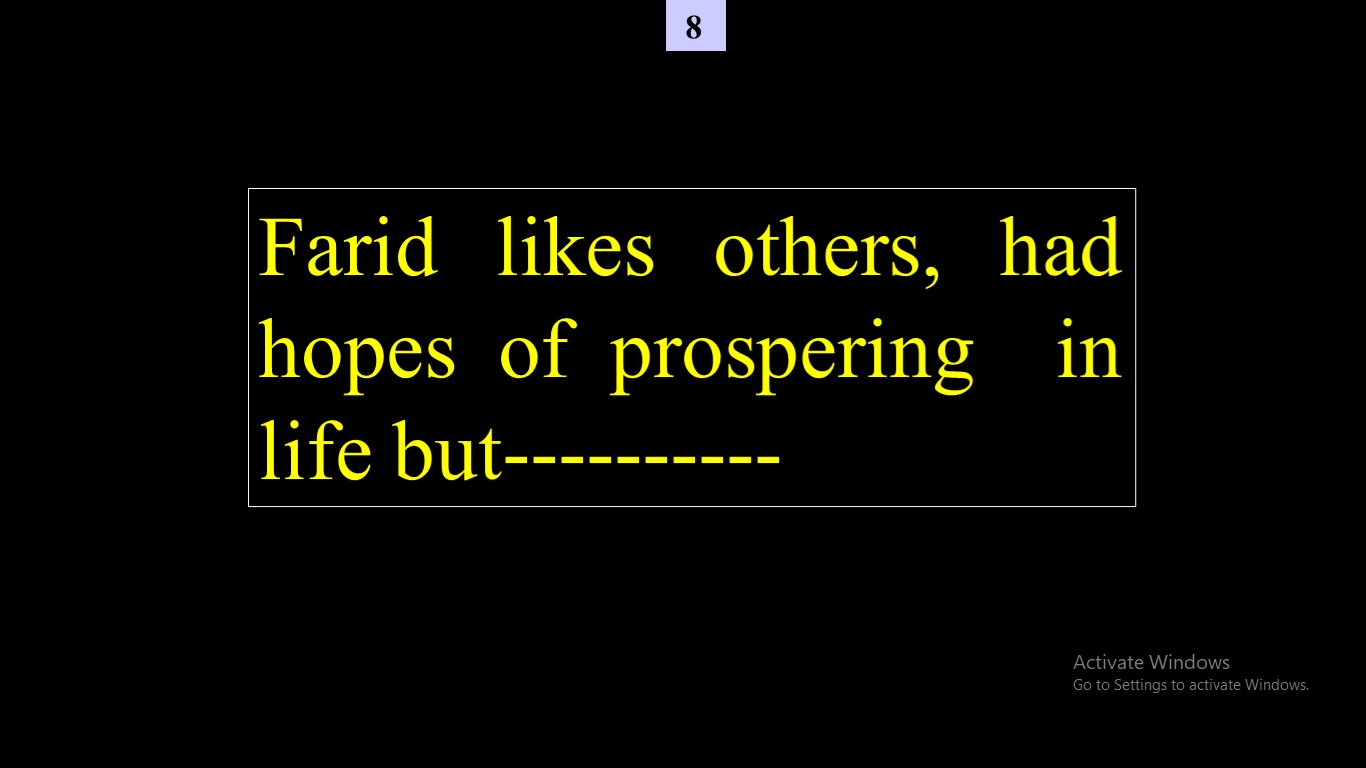 8
Farid likes others, had
hopes of prospering in
life but----------
Activate Windows
Go to Settings to activate Windows.